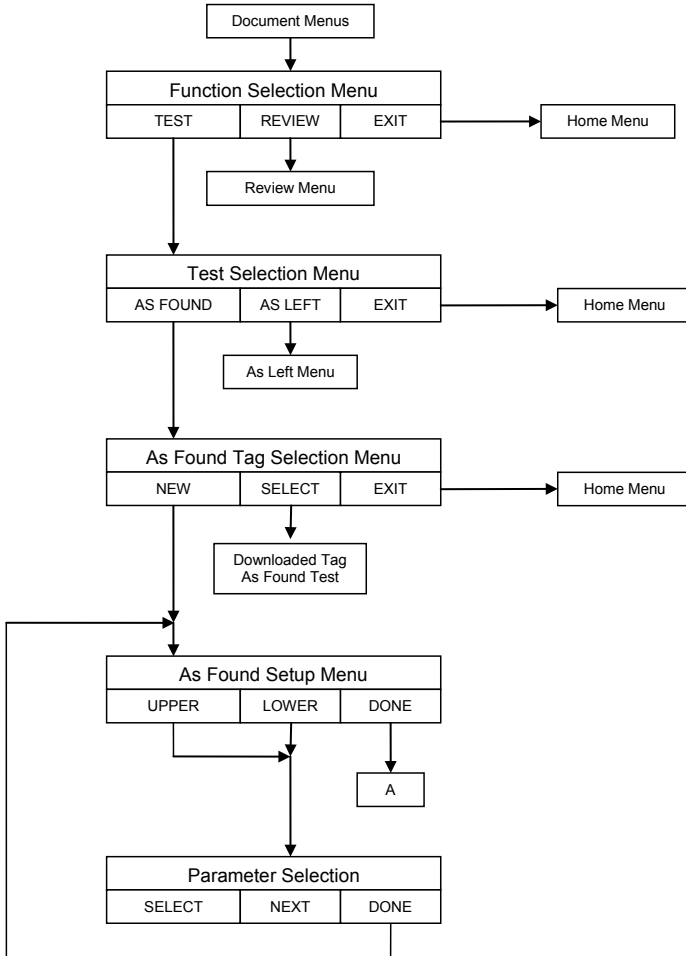 Document Menus
Function Selection Menu
TEST REVIEW EXIT
Home Menu
Review Menu
Test Selection Menu
AS FOUND AS LEFT EXIT
Home Menu
As Left Menu
As Found Tag Selection Menu
NEW SELECT EXIT
Home Menu
Downloaded Tag
As Found Test
As Found Setup Menu
UPPER LOWER DONE
A
Parameter Selection
SELECT NEXT DONE